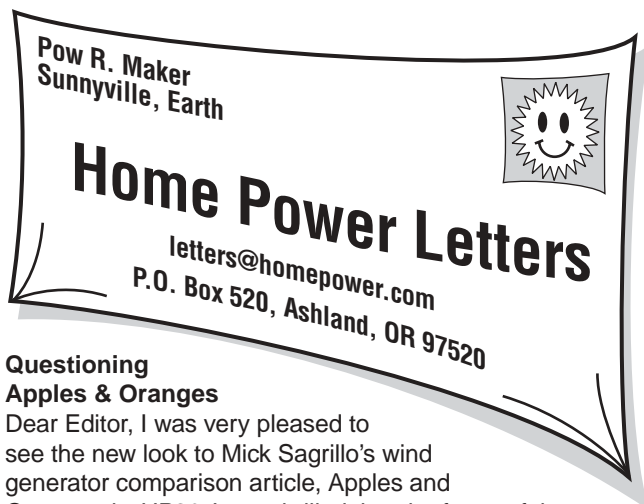 Pow R. Maker
Sunnyville, Earth
Home Power Letters
letters@homepower.com
P.O. Box 520, Ashland, OR 97520
Questioning
Apples & Oranges
Dear Editor, I was very pleased to
see the new look to Mick Sagrillo's wind
generator comparison article, Apples and